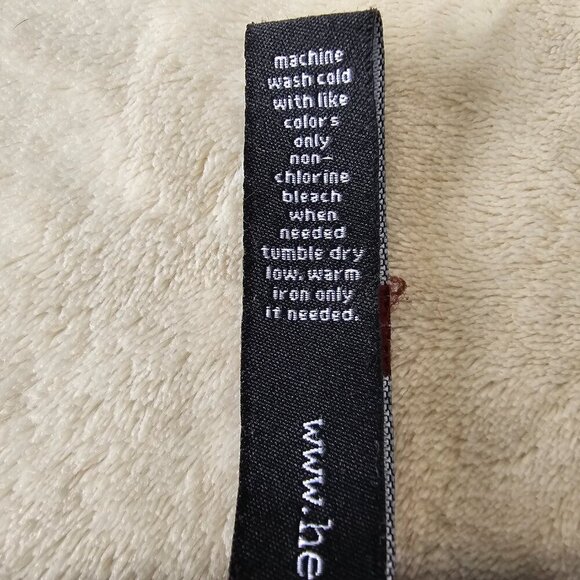 machine
wash cold
with like
colors
only
non-
chlorine
bleach
when
needed
tumble dry
low. warm
iron only
if needed.
www.he